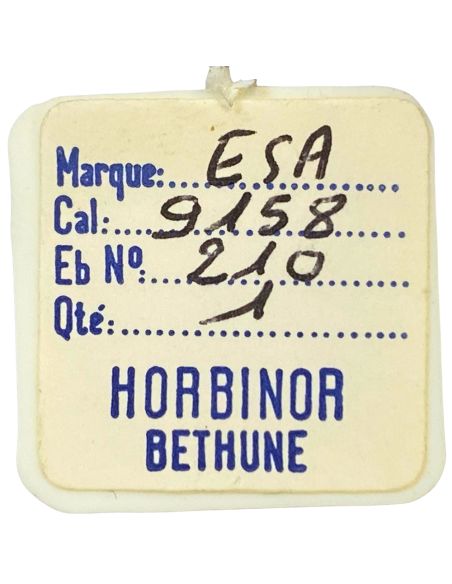 Marque: ESA
Cal: 9158
Eb Nº: 210
Qté: 1
HORBINOR
BETHUNE